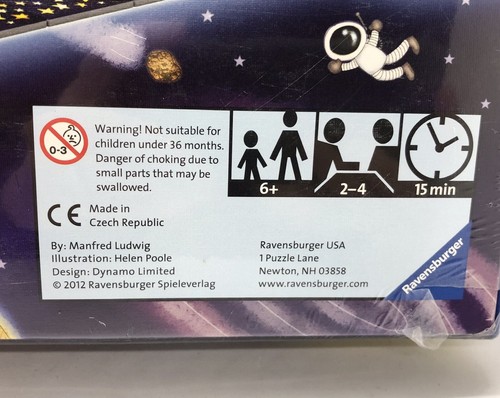 Warning! Not suitable for
children under 36 months.
Danger of choking due to
small parts that may be
swallowed.
0-3
6+
2–4
15 min
CE Made in
Czech Republic
By: Manfred Ludwig
Illustration: Helen Poole
Design: Dynamo Limited
© 2012 Ravensburger Spieleverlag
Ravensburger USA
1 Puzzle Lane
Newton, NH 03858
www.ravensburger.com
Ravensburger